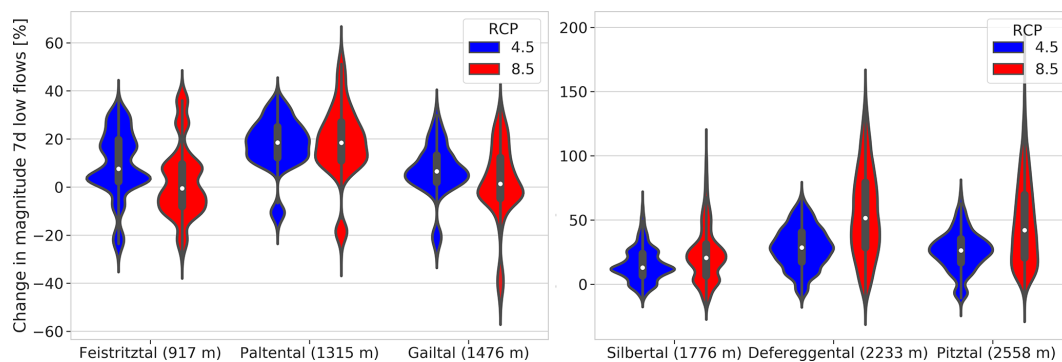 Change in magnitude 7d low flows [%]
60
40
20
0
−20
−40
−60
RCP
4.5
8.5
Feistritztal (917 m)
Paltental (1315 m)
Gailtal (1476 m)
200
150
100
50
0
RCP
4.5
8.5
Silbertal (1776 m)
Defereggental (2233 m)
Pitztal (2558 m)